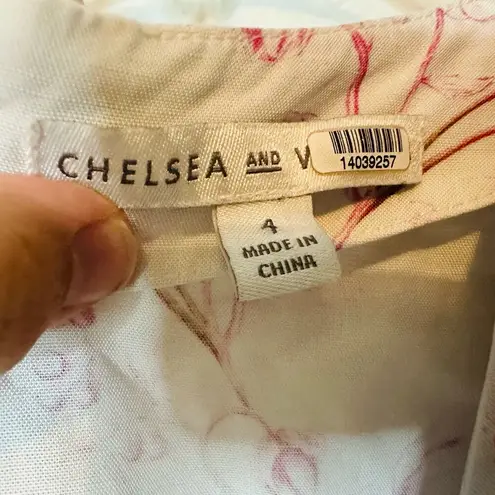 CHELSEA AND V
14039257
4
MADE IN
CHINA